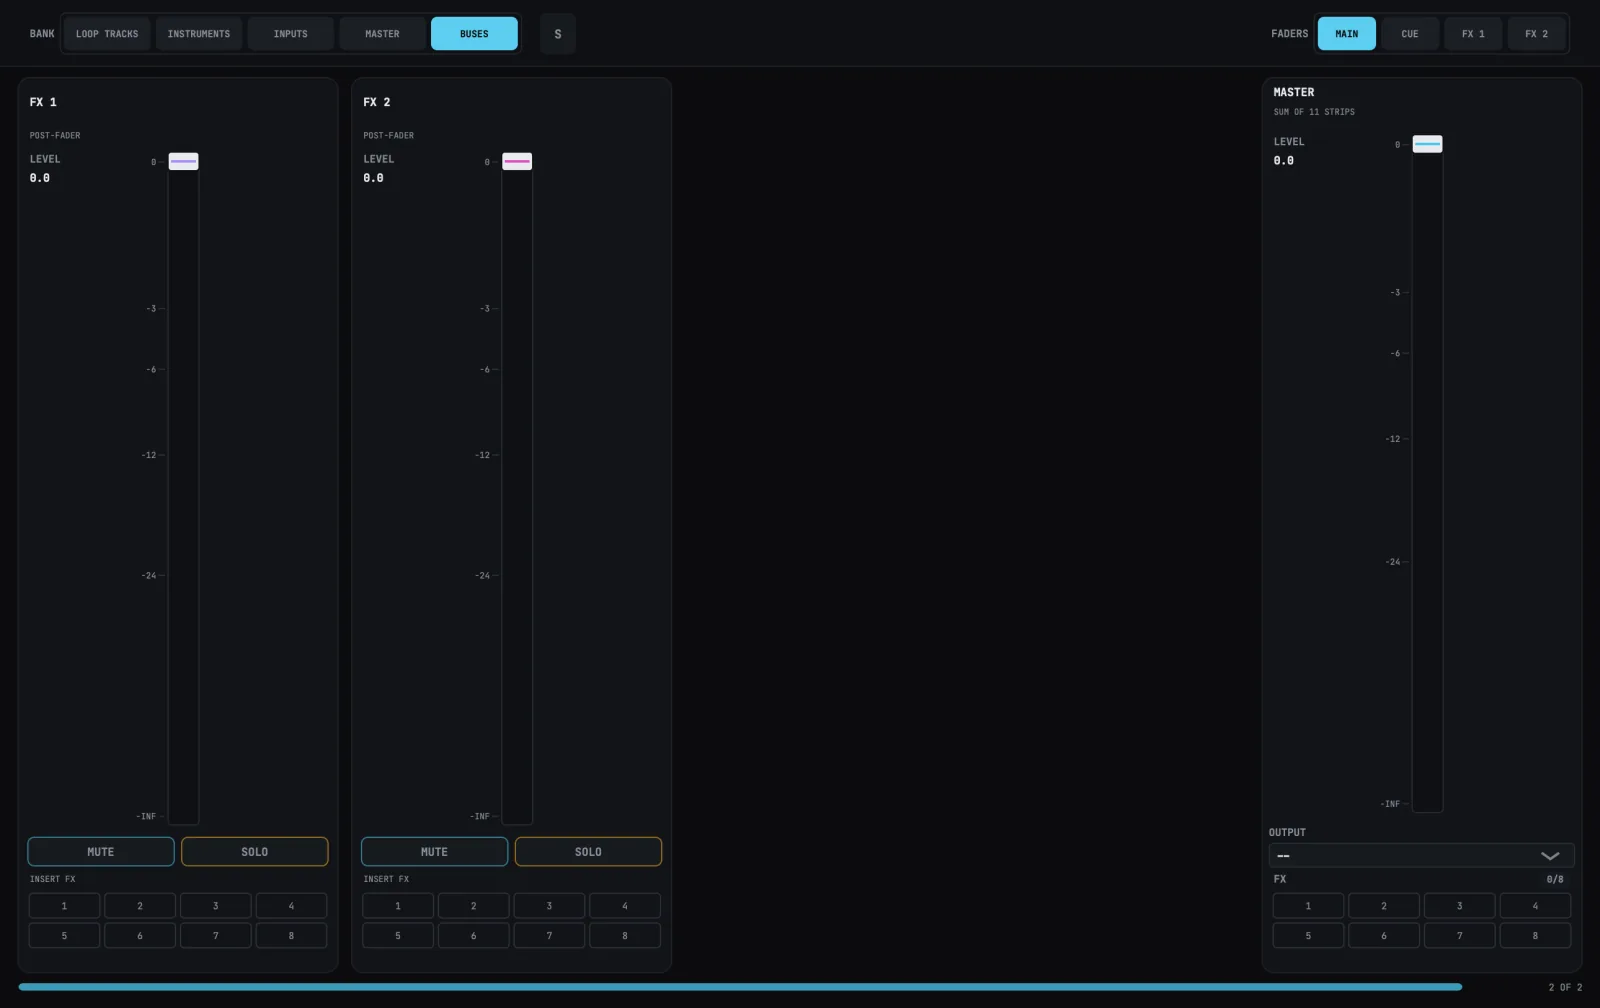 BANK LOOP TRACKS INSTRUMENTS INPUTS MASTER BUSES S FADERS MAIN CUE FX 1 FX 2
FX 1
POST-FADER
LEVEL
0.0
0
-3
-6
-12
-24
-INF
MUTE SOLO
INSERT FX
1 2 3 4
5 6 7 8
FX 2
POST-FADER
LEVEL
0.0
0
-3
-6
-12
-24
-INF
MUTE SOLO
INSERT FX
1 2 3 4
5 6 7 8
MASTER
SUM OF 11 STRIPS
LEVEL
0.0
0
-3
-6
-12
-24
-INF
OUTPUT
--
FX 0/8
1 2 3 4
5 6 7 8
2 OF 2